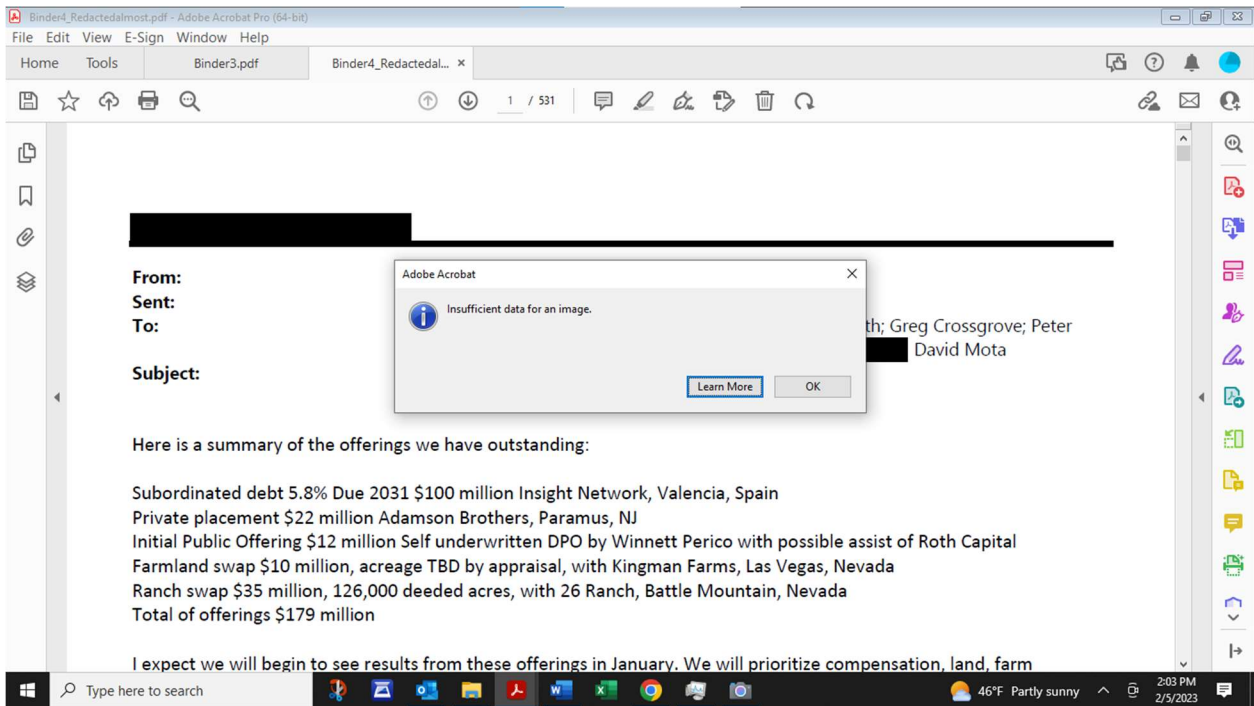 Binder4_Redactedalmost.pdf - Adobe Acrobat Pro (64-bit)
File Edit View E-Sign Window Help
Home Tools Binder3.pdf Binder4_Redactedal... ×
1 / 531
From:
Sent:
To: th; Greg Crossgrove; Peter
David Mota
Subject:
Adobe Acrobat
Insufficient data for an image.
Learn More OK
Here is a summary of the offerings we have outstanding:
Subordinated debt 5.8% Due 2031 $100 million Insight Network, Valencia, Spain
Private placement $22 million Adamson Brothers, Paramus, NJ
Initial Public Offering $12 million Self underwritten DPO by Winnett Perico with possible assist of Roth Capital
Farmland swap $10 million, acreage TBD by appraisal, with Kingman Farms, Las Vegas, Nevada
Ranch swap $35 million, 126,000 deeded acres, with 26 Ranch, Battle Mountain, Nevada
Total of offerings $179 million
I expect we will begin to see results from these offerings in January. We will prioritize compensation, land, farm
Type here to search
46°F Partly sunny
2:03 PM
2/5/2023